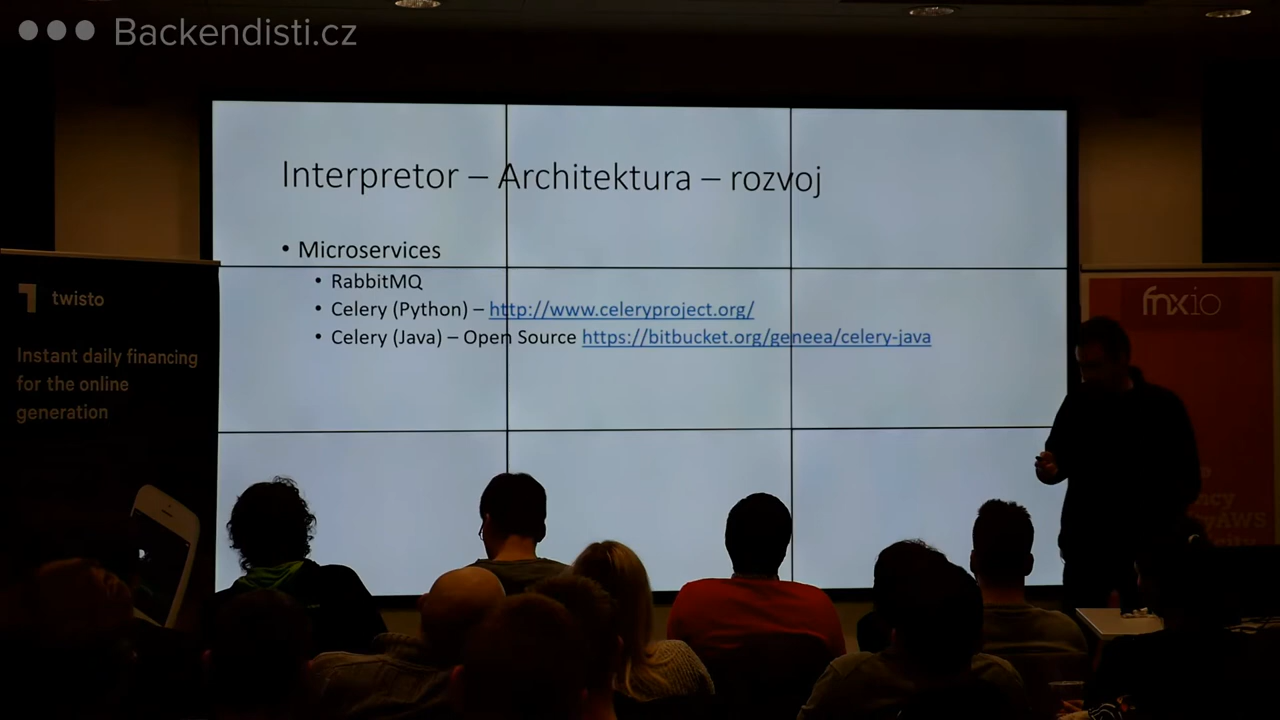 Backendisti.cz
Interpretor – Architektura – rozvoj
• Microservices
• RabbitMQ
• Celery (Python) – http://www.celeryproject.org/
• Celery (Java) – Open Source https://bitbucket.org/geneea/celery-java
twisto
Instant daily financing
for the online
generation
fnxio